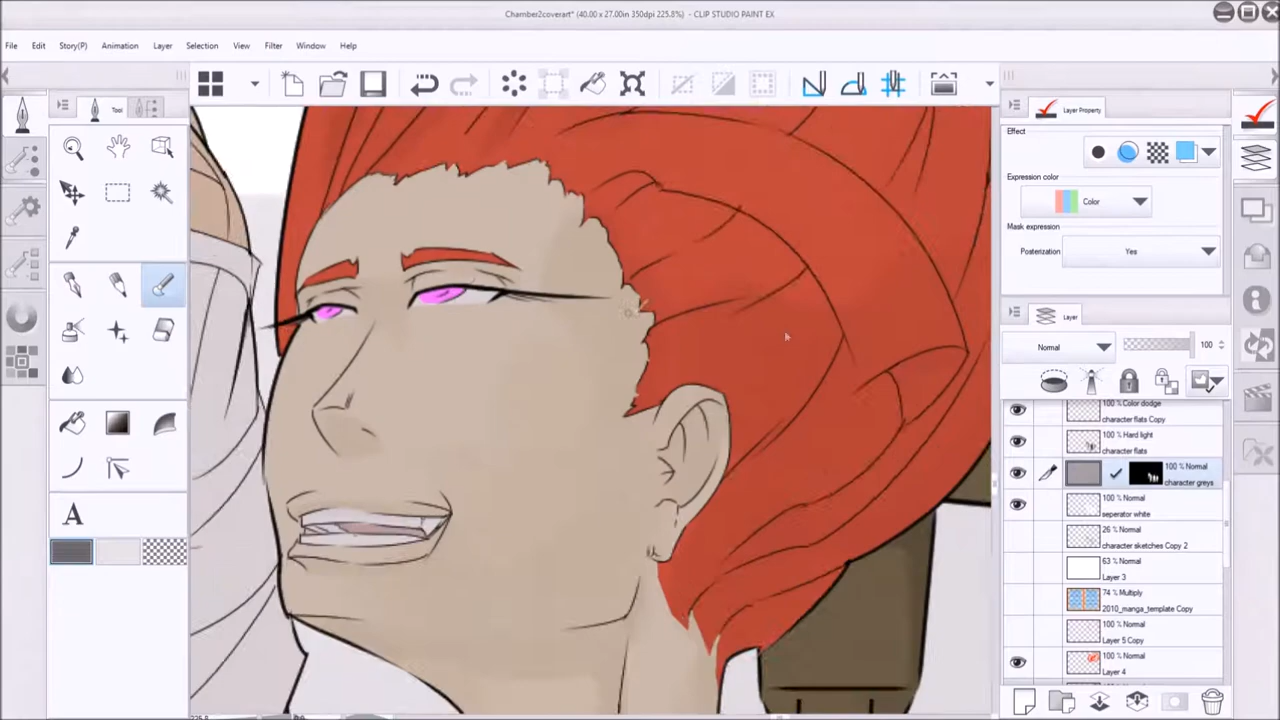 Chamber2coverart* (40.00 x 27.00in 350dpi 225.8%) - CLIP STUDIO PAINT EX
File Edit Story(P) Animation Layer Selection View Filter Window Help
Tool
Layer Property
Effect
Expression color
Color
Mask expression
Posterization Yes
Layer
Normal 100
100 % Color dodge
character flats Copy
100 % Hard light
character flats
100 % Normal
character greys
100 % Normal
seperator white
26 % Normal
character sketches Copy 2
63 % Normal
Layer 3
74 % Multiply
2010_manga_template Copy
100 % Normal
Layer 5 Copy
100 % Normal
Layer 4
A